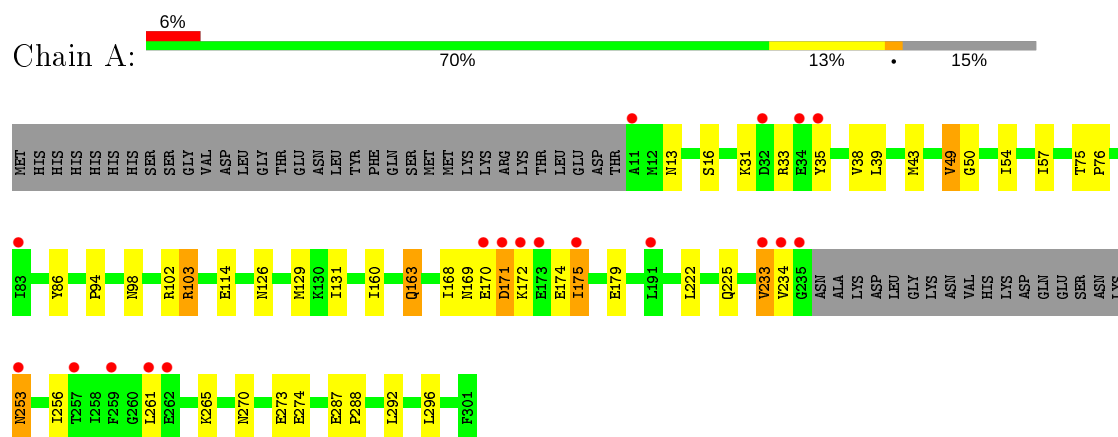 6%
Chain A:
70% 13% • 15%
MET HIS HIS HIS HIS HIS HIS SER SER GLY VAL ASP LEU GLY THR GLU ASN LEU TYR PHE GLN SER MET MET LYS LYS ARG LYS THR LEU GLU ASP THR A11 M12 N13 S16 K31 D32 R33 E34 Y35 V38 L39 M43 V49 G50 I54 I57 T75 P76
I83 Y86 P94 N98 R102 R103 E114 N126 M129 K130 I131 I160 Q163 I168 N169 E170 D171 K172 E173 E174 I175 E179 L191 L222 Q225 V233 V234 G235 ASN ALA LYS ASP LEU GLY LYS ASN VAL HIS LYS ASP GLN GLU SER ASN LYS
N253 I256 T257 I258 F259 G260 L261 E262 K265 N270 E273 E274 E287 P288 L292 L296 F301